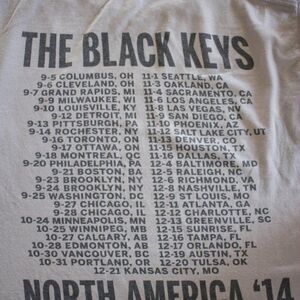 THE BLACK KEYS
9-5 COLUMBUS, OH 11-1 SEATTLE, WA
9-6 CLEVELAND, OH 11-3 OAKLAND, CA
9-7 GRAND RAPIDS, MI 11-4 SACRAMENTO, CA
9-9 MILWAUKEE, WI 11-6 LOS ANGELES, CA
9-10 LOUISVILLE, KY 11-8 LAS VEGAS, NV
9-12 DETROIT, MI 11-9 SAN DIEGO, CA
9-13 PITTSBURGH, PA 11-10 PHOENIX, AZ
9-14 ROCHESTER, NY 11-12 SALT LAKE CITY, UT
9-16 TORONTO, ON 11-13 DENVER, CO
9-17 OTTAWA, ON 11-15 HOUSTON, TX
9-18 MONTREAL, QC 11-16 DALLAS, TX
9-20 PHILADELPHIA, PA 12-4 BALTIMORE, MD
9-21 BOSTON, MA 12-5 RALEIGH, NC
9-23 BROOKLYN, NY 12-6 RICHMOND, VA
9-24 BROOKLYN, NY 12-8 NASHVILLE, TN
9-25 WASHINGTON, DC 12-9 ST LOUIS, MO
9-27 CHICAGO, IL 12-11 ATLANTA, GA
9-28 CHICAGO, IL 12-12 CHARLOTTE, NC
10-24 MINNEAPOLIS, MN 12-13 GREENVILLE, SC
10-25 WINNIPEG, MB 12-15 SUNRISE, FL
10-27 CALGARY, AB 12-16 TAMPA, FL
10-28 EDMONTON, AB 12-17 ORLANDO, FL
10-30 VANCOUVER, BC 12-19 AUSTIN, TX
10-31 PORTLAND, OR 12-20 TULSA, OK
12-21 KANSAS CITY, MO
NORTH AMERICA '14